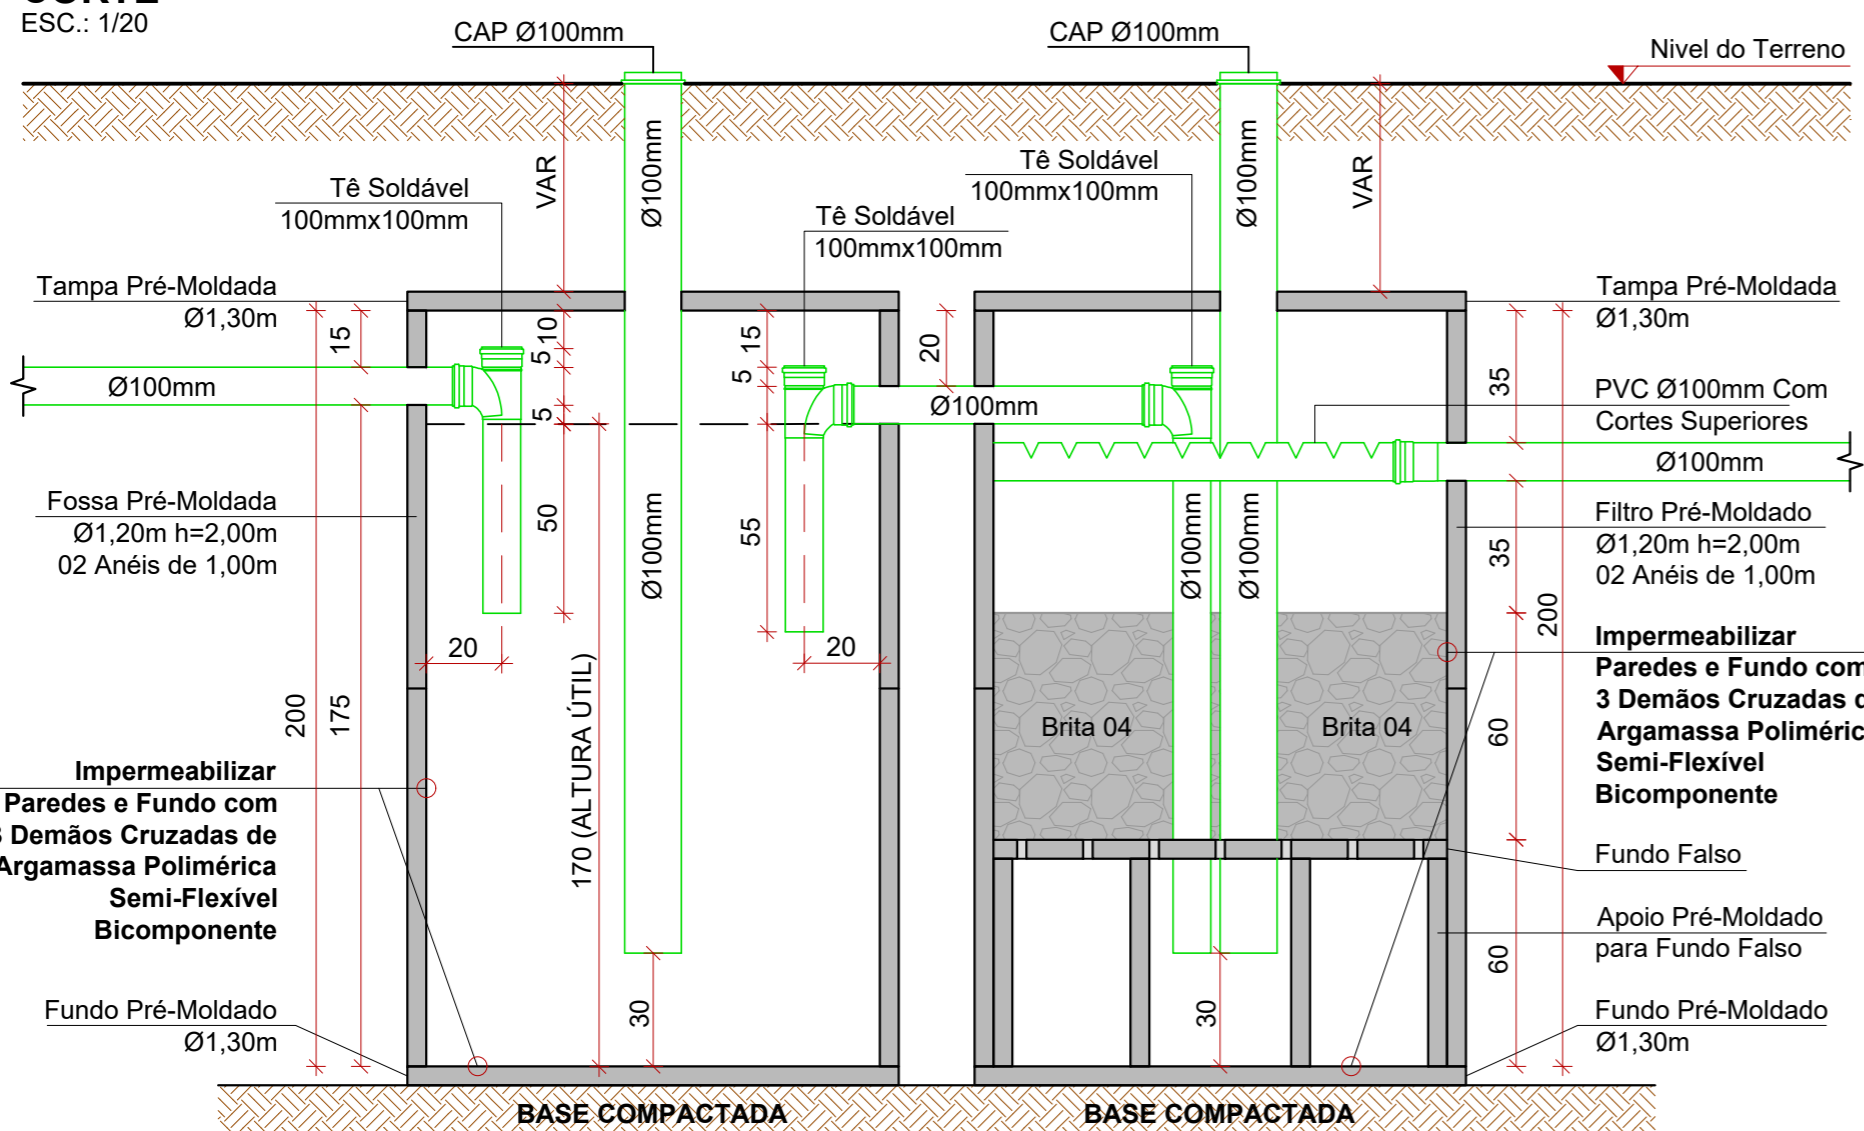 ESC.: 1/20
CAP Ø100mm
CAP Ø100mm
Nivel do Terreno
VAR
Ø100mm
Ø100mm
VAR
Tê Soldável
100mmx100mm
Tê Soldável
100mmx100mm
Tê Soldável
100mmx100mm
Tampa Pré-Moldada
Ø1,30m
Tampa Pré-Moldada
Ø1,30m
15
10
5
5
50
15
5
55
20
35
35
Ø100mm
Ø100mm
PVC Ø100mm Com
Cortes Superiores
Ø100mm
Fossa Pré-Moldada
Ø1,20m h=2,00m
02 Anéis de 1,00m
Ø100mm
Ø100mm
Ø100mm
Filtro Pré-Moldado
Ø1,20m h=2,00m
02 Anéis de 1,00m
20
20
200
175
170 (ALTURA ÚTIL)
200
60
60
Brita 04
Brita 04
Impermeabilizar
Paredes e Fundo com
3 Demãos Cruzadas de
Argamassa Polimérica
Semi-Flexível
Bicomponente
Impermeabilizar
Paredes e Fundo com
3 Demãos Cruzadas
Argamassa Poliméric
Semi-Flexível
Bicomponente
Fundo Falso
Apoio Pré-Moldado
para Fundo Falso
30
30
Fundo Pré-Moldado
Ø1,30m
Fundo Pré-Moldado
Ø1,30m
BASE COMPACTADA
BASE COMPACTADA